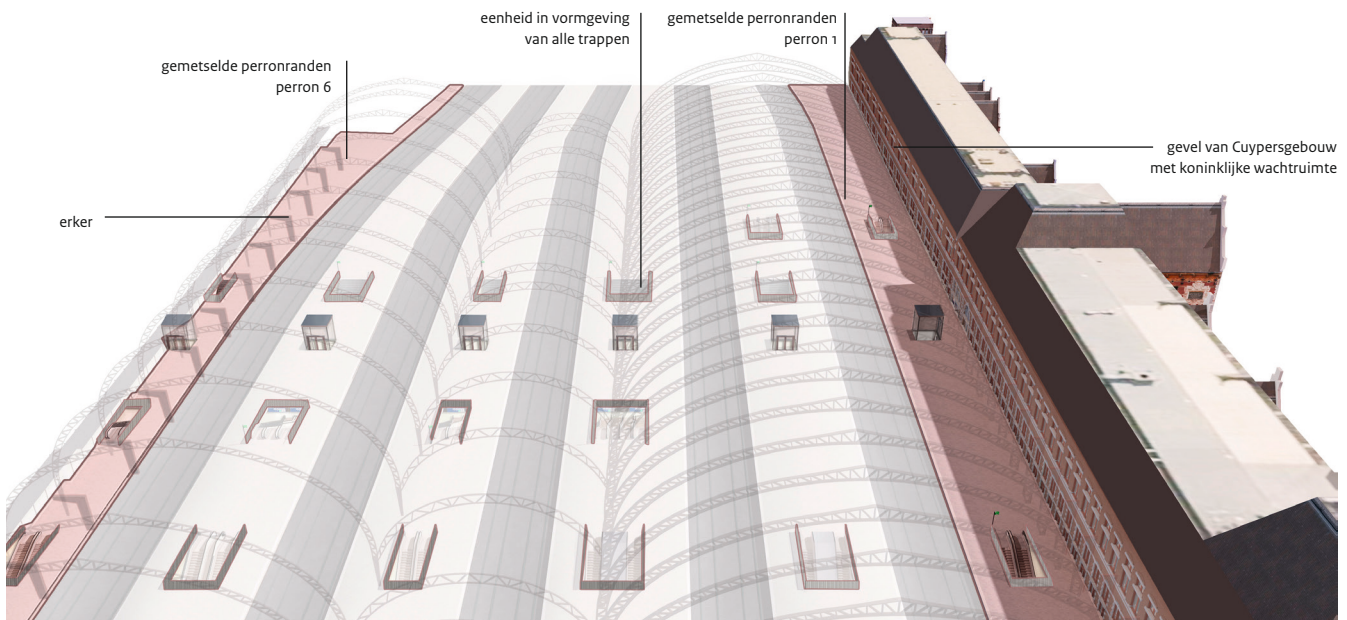 eenheid in vormgeving
van alle trappen
gemetselde perronranden
perron 1
gemetselde perronranden
perron 6
gevel van Cuypersgebouw
met koninklijke wachtruimte
erker